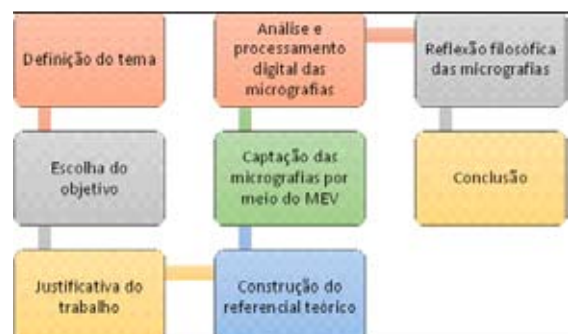 Definição do tema
Escolha do
objetivo
Justificativa do
trabalho
Construção do
referencial teórico
Captação das
micrografias por
meio do MEV
Análise e
processamento
digital das
micrografias
Reflexão filosófica
das micrografias
Conclusão